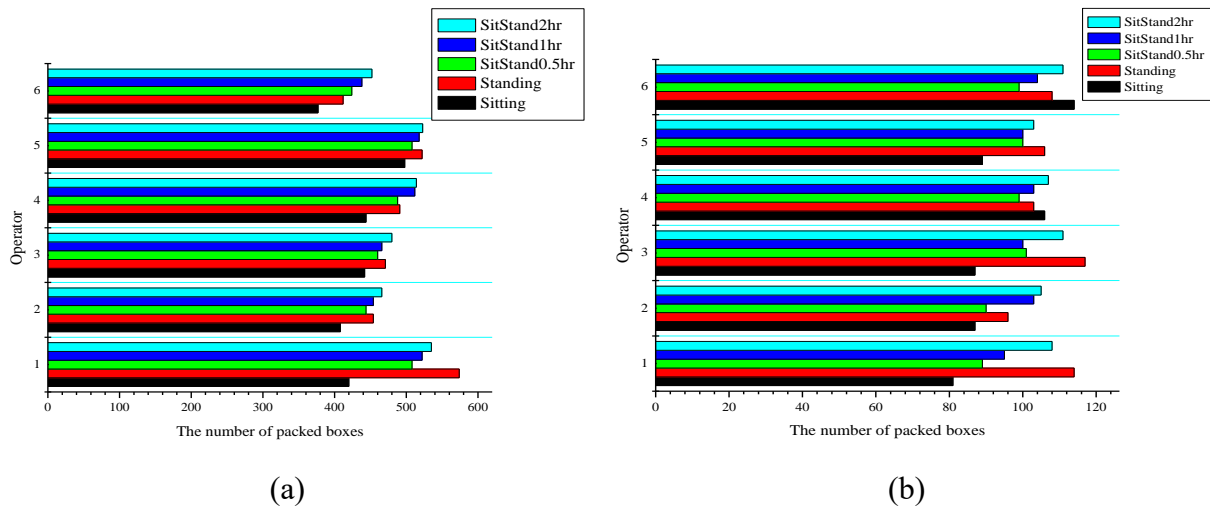 SitStand2hr
SitStand1hr
SitStand0.5hr
Standing
Sitting
6
5
4
3
2
1
Operator
0 100 200 300 400 500 600
The number of packed boxes
(a)
SitStand2hr
SitStand1hr
SitStand0.5hr
Standing
Sitting
6
5
4
3
2
1
Operator
0 20 40 60 80 100 120
The number of packed boxes
(b)